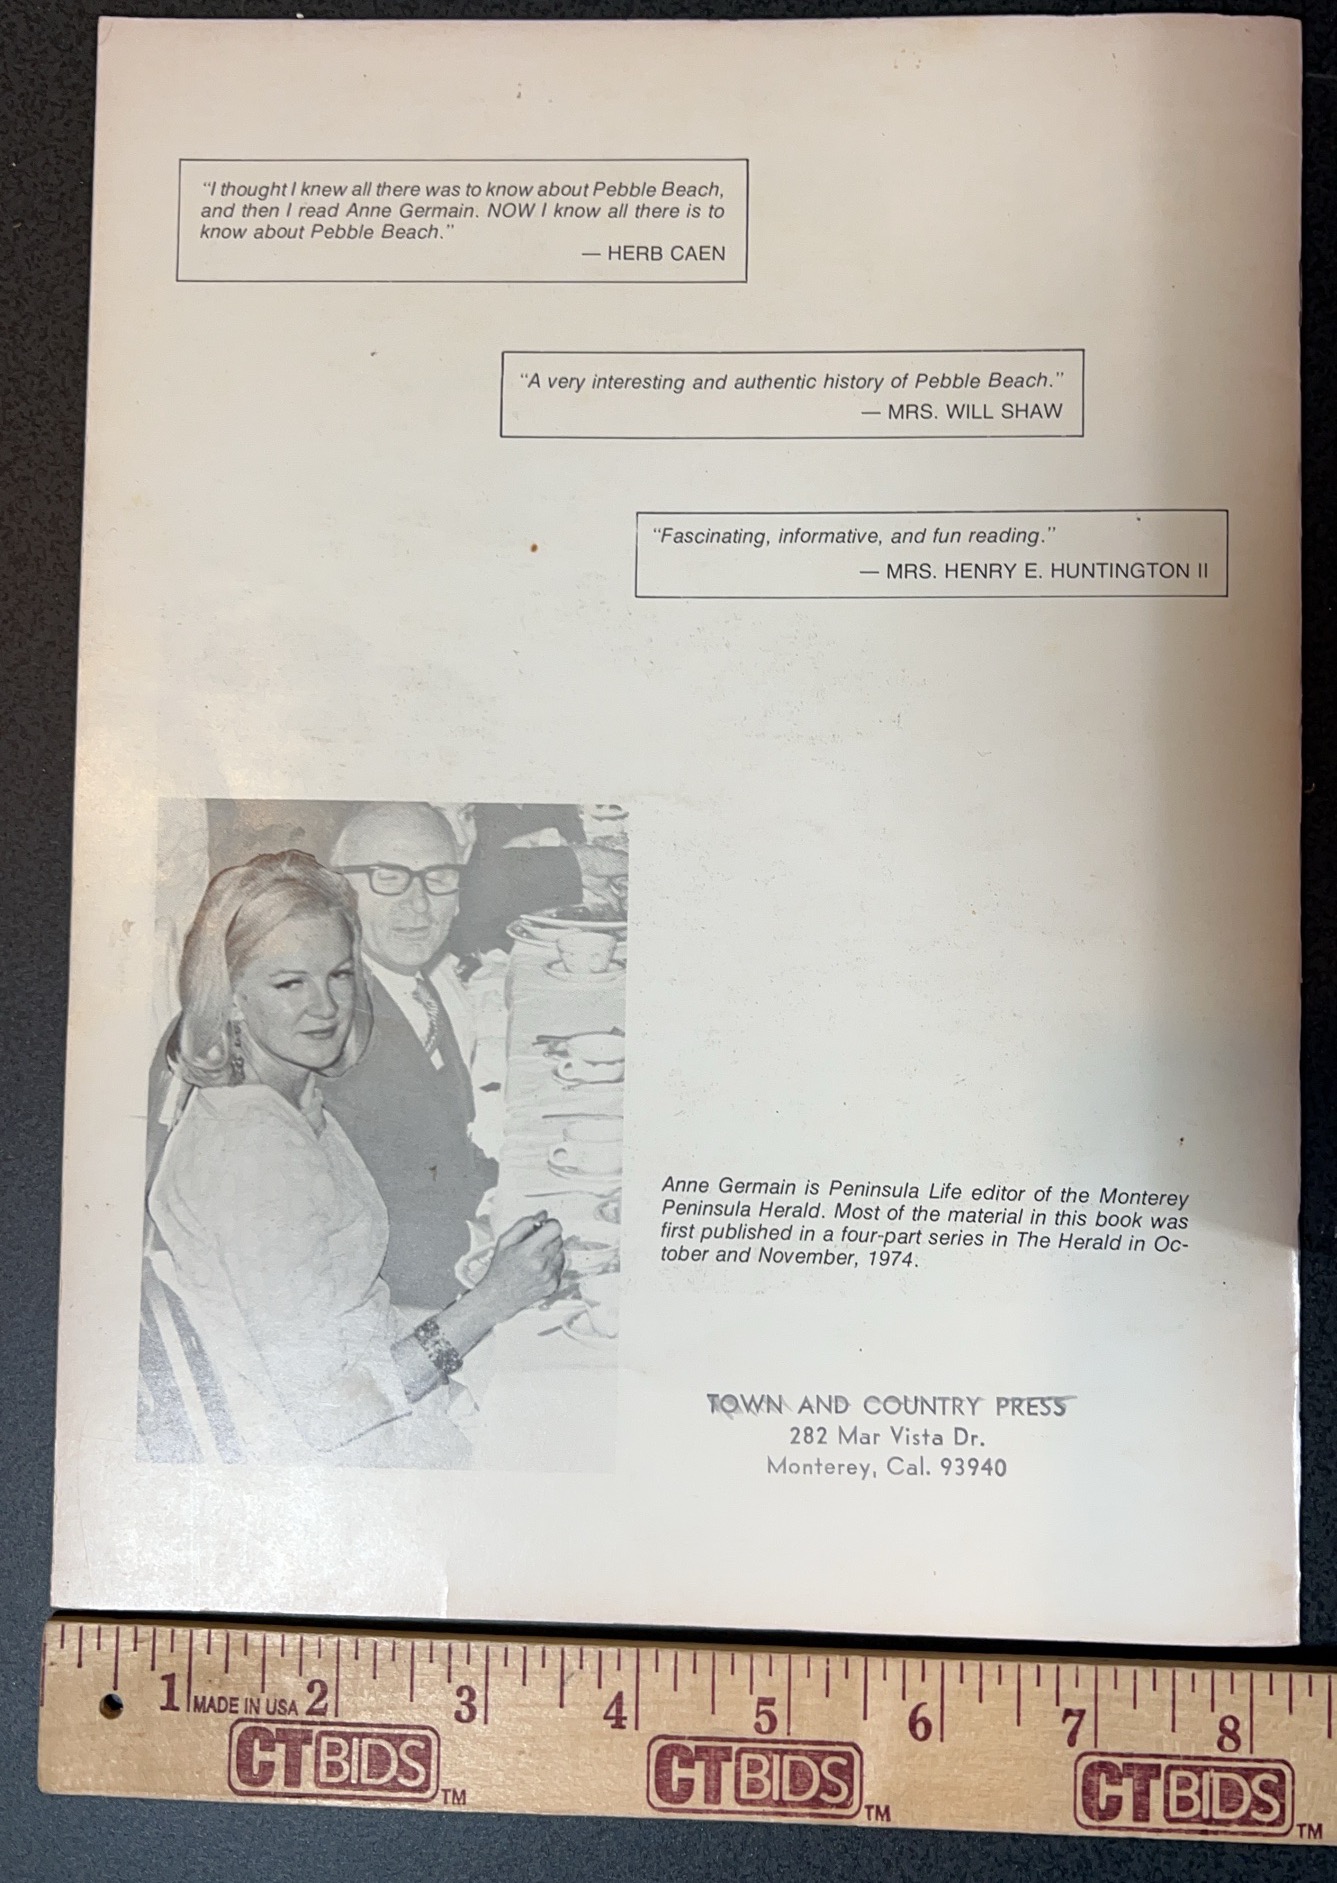 “I thought I knew all there was to know about Pebble Beach,
and then I read Anne Germain. NOW I know all there is to
know about Pebble Beach.”
— HERB CAEN
“A very interesting and authentic history of Pebble Beach.”
— MRS. WILL SHAW
“Fascinating, informative, and fun reading.”
— MRS. HENRY E. HUNTINGTON II
Anne Germain is Peninsula Life editor of the Monterey
Peninsula Herald. Most of the material in this book was
first published in a four-part series in The Herald in Oc-
tober and November, 1974.
TOWN AND COUNTRY PRESS
282 Mar Vista Dr.
Monterey, Cal. 93940
1 MADE IN USA 2 3 4 5 6 7 8
CTBIDS TM CTBIDS TM CTBIDS TM